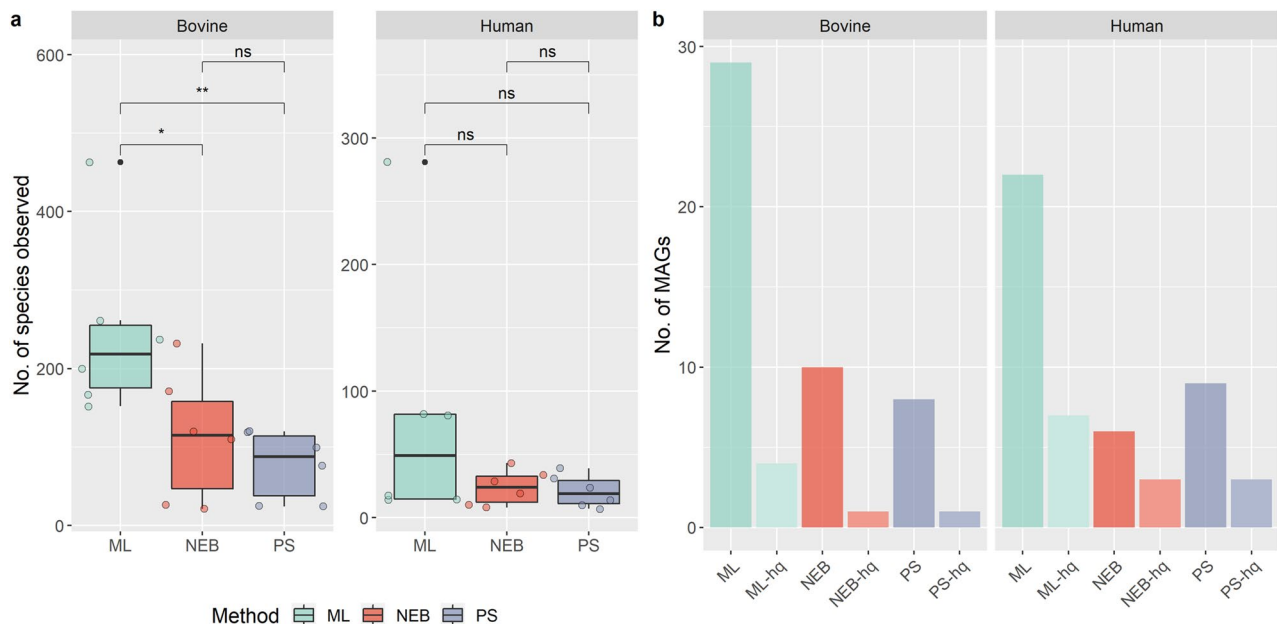 a
Bovine
Human
No. of species observed
600
400
200
0
ns
**
*
ML
NEB
PS
300
200
100
0
ns
ns
ns
ML
NEB
PS
Method
ML
NEB
PS
b
Bovine
Human
No. of MAGs
30
20
10
0
ML
ML-hq
NEB
NEB-hq
PS
PS-hq
ML
ML-hq
NEB
NEB-hq
PS
PS-hq